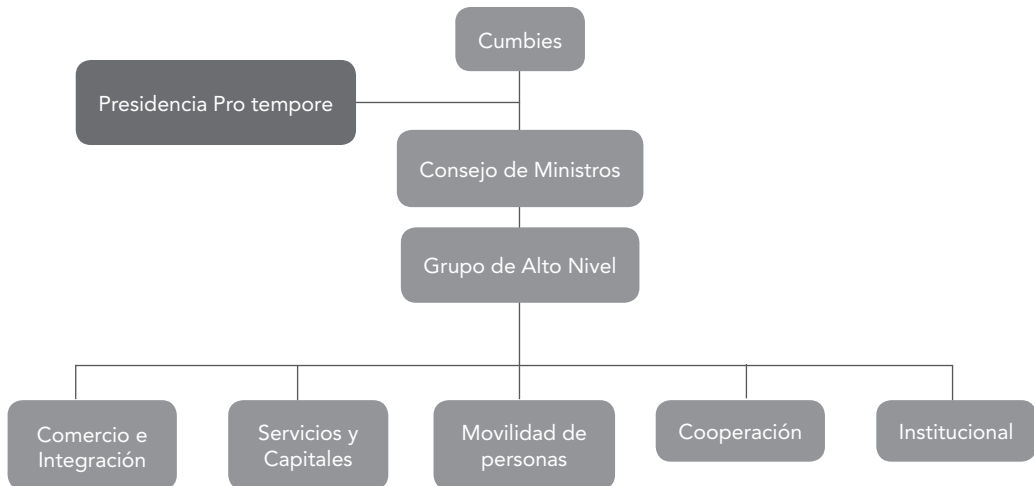 Cumbies
Presidencia Pro tempore
Consejo de Ministros
Grupo de Alto Nivel
Comercio e
Integración
Servicios y
Capitales
Movilidad de
personas
Cooperación
Institucional